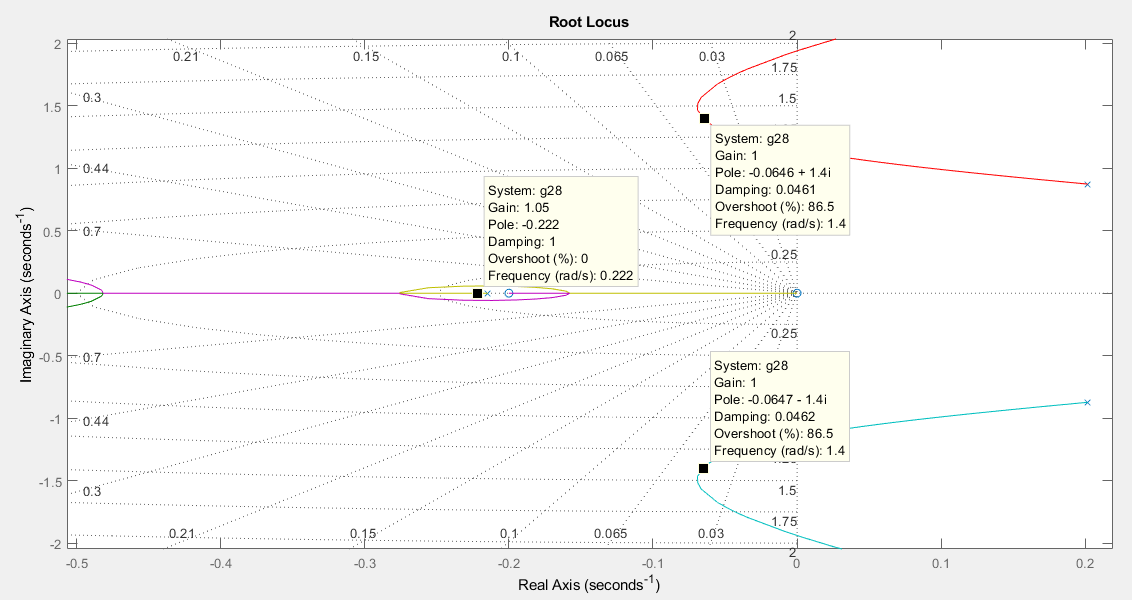 Root Locus
2
0.21
0.15
0.1
0.065
0.03
2
1.75
1.5
0.3
1.5
System: g28
Gain: 1
Pole: -0.0646 + 1.4i
Damping: 0.0461
Overshoot (%): 86.5
Frequency (rad/s): 1.4
1
0.44
System: g28
Gain: 1.05
Pole: -0.222
Damping: 1
Overshoot (%): 0
Frequency (rad/s): 0.222
0.5
0.7
0.25
0
0.25
-0.5
0.7
System: g28
Gain: 1
Pole: -0.0647 - 1.4i
Damping: 0.0462
Overshoot (%): 86.5
Frequency (rad/s): 1.4
-1
0.44
-1.5
0.3
1.5
1.75
0.21
0.15
0.1
0.065
0.03
-2
2
-0.5
-0.4
-0.3
-0.2
-0.1
0
0.1
0.2
Real Axis (seconds-1)
Imaginary Axis (seconds-1)